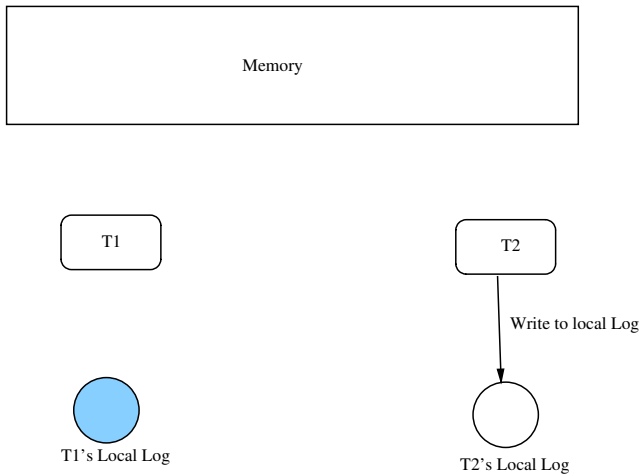 Memory
T1
T2
Write to local Log
T1's Local Log
T2's Local Log